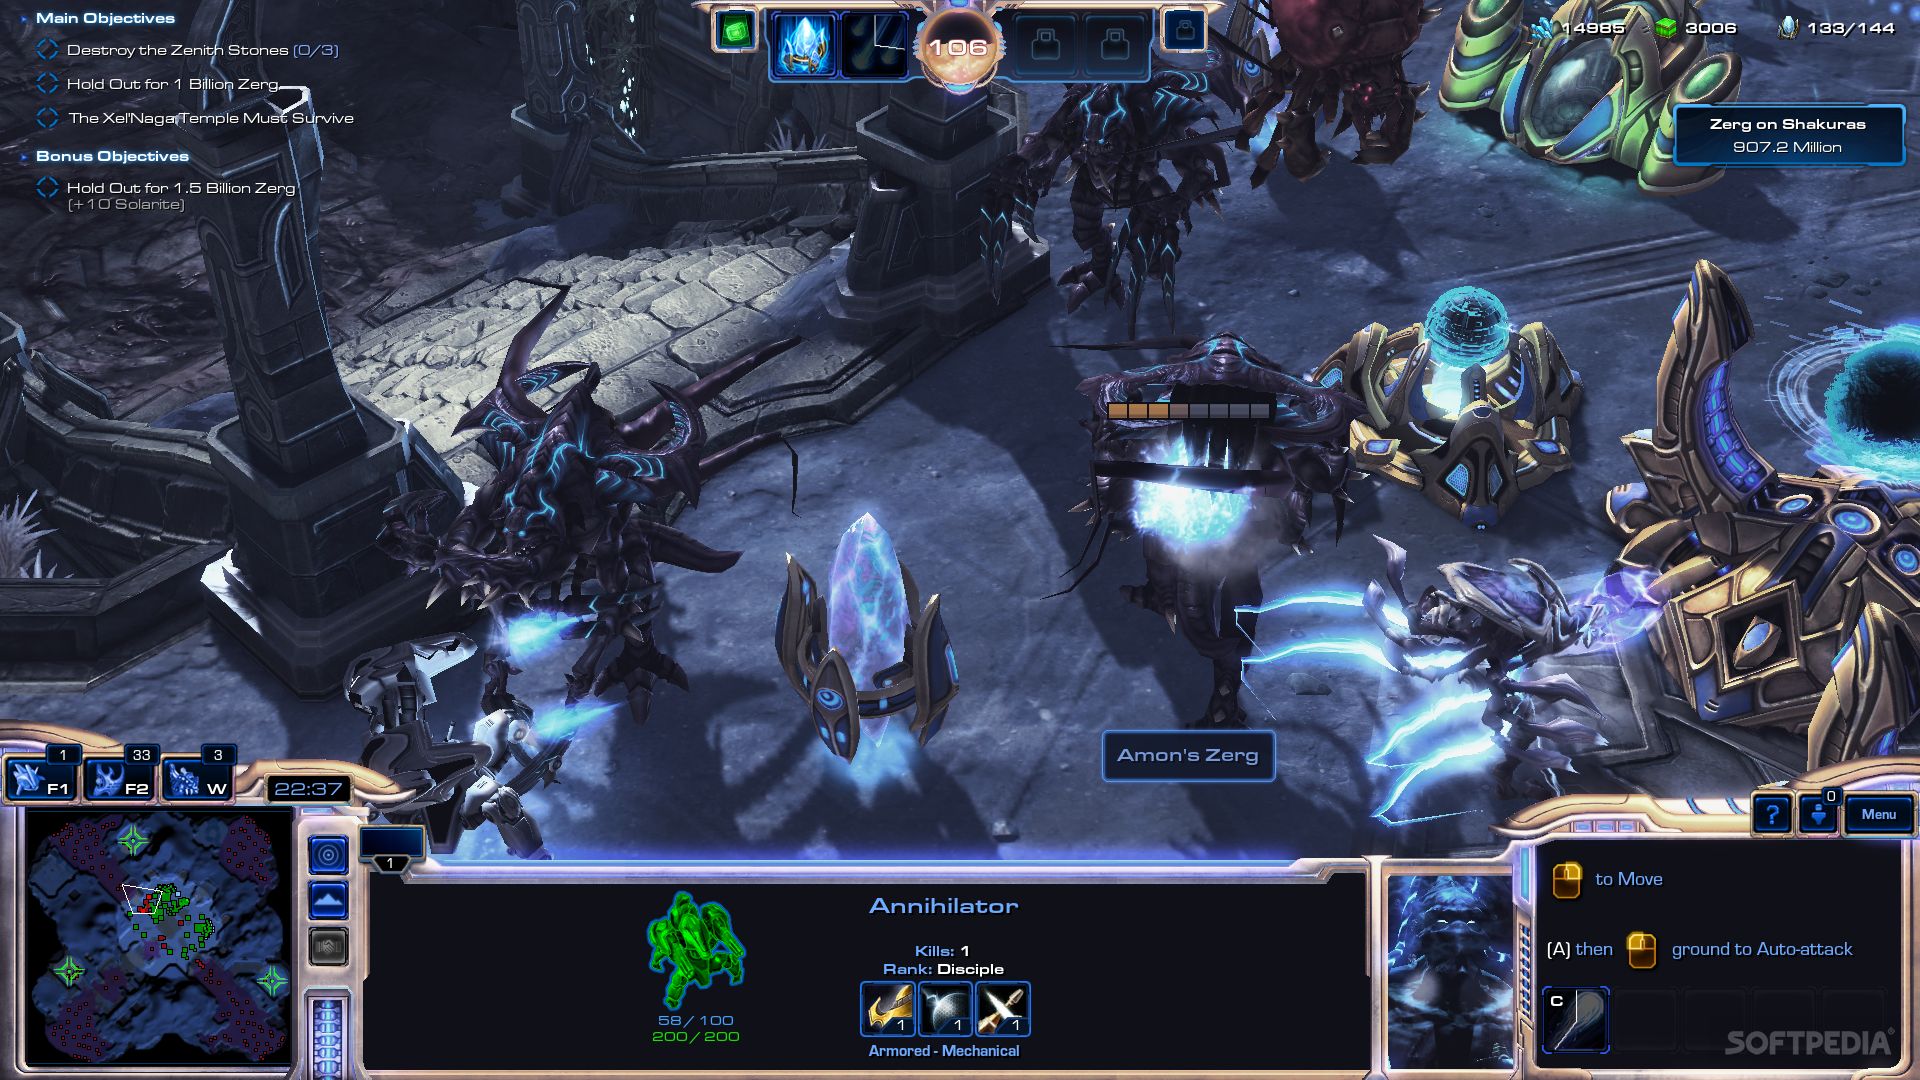 Main Objectives
Destroy the Zenith Stones (0/3)
Hold Out for 1 Billion Zerg
The Xel'Naga Temple Must Survive
Bonus Objectives
Hold Out for 1.5 Billion Zerg
(+10 Solarite)
106
14985
3006
133/144
Zerg on Shakuras
907.2 Million
Amon's Zerg
1
33
3
F1
F2
W
22:37
1
Annihilator
Kills: 1
Rank: Disciple
1
1
1
Armored - Mechanical
58/100
200/200
?
0
Menu
to Move
(A) then ground to Auto-attack
C
SOFTPEDIA®